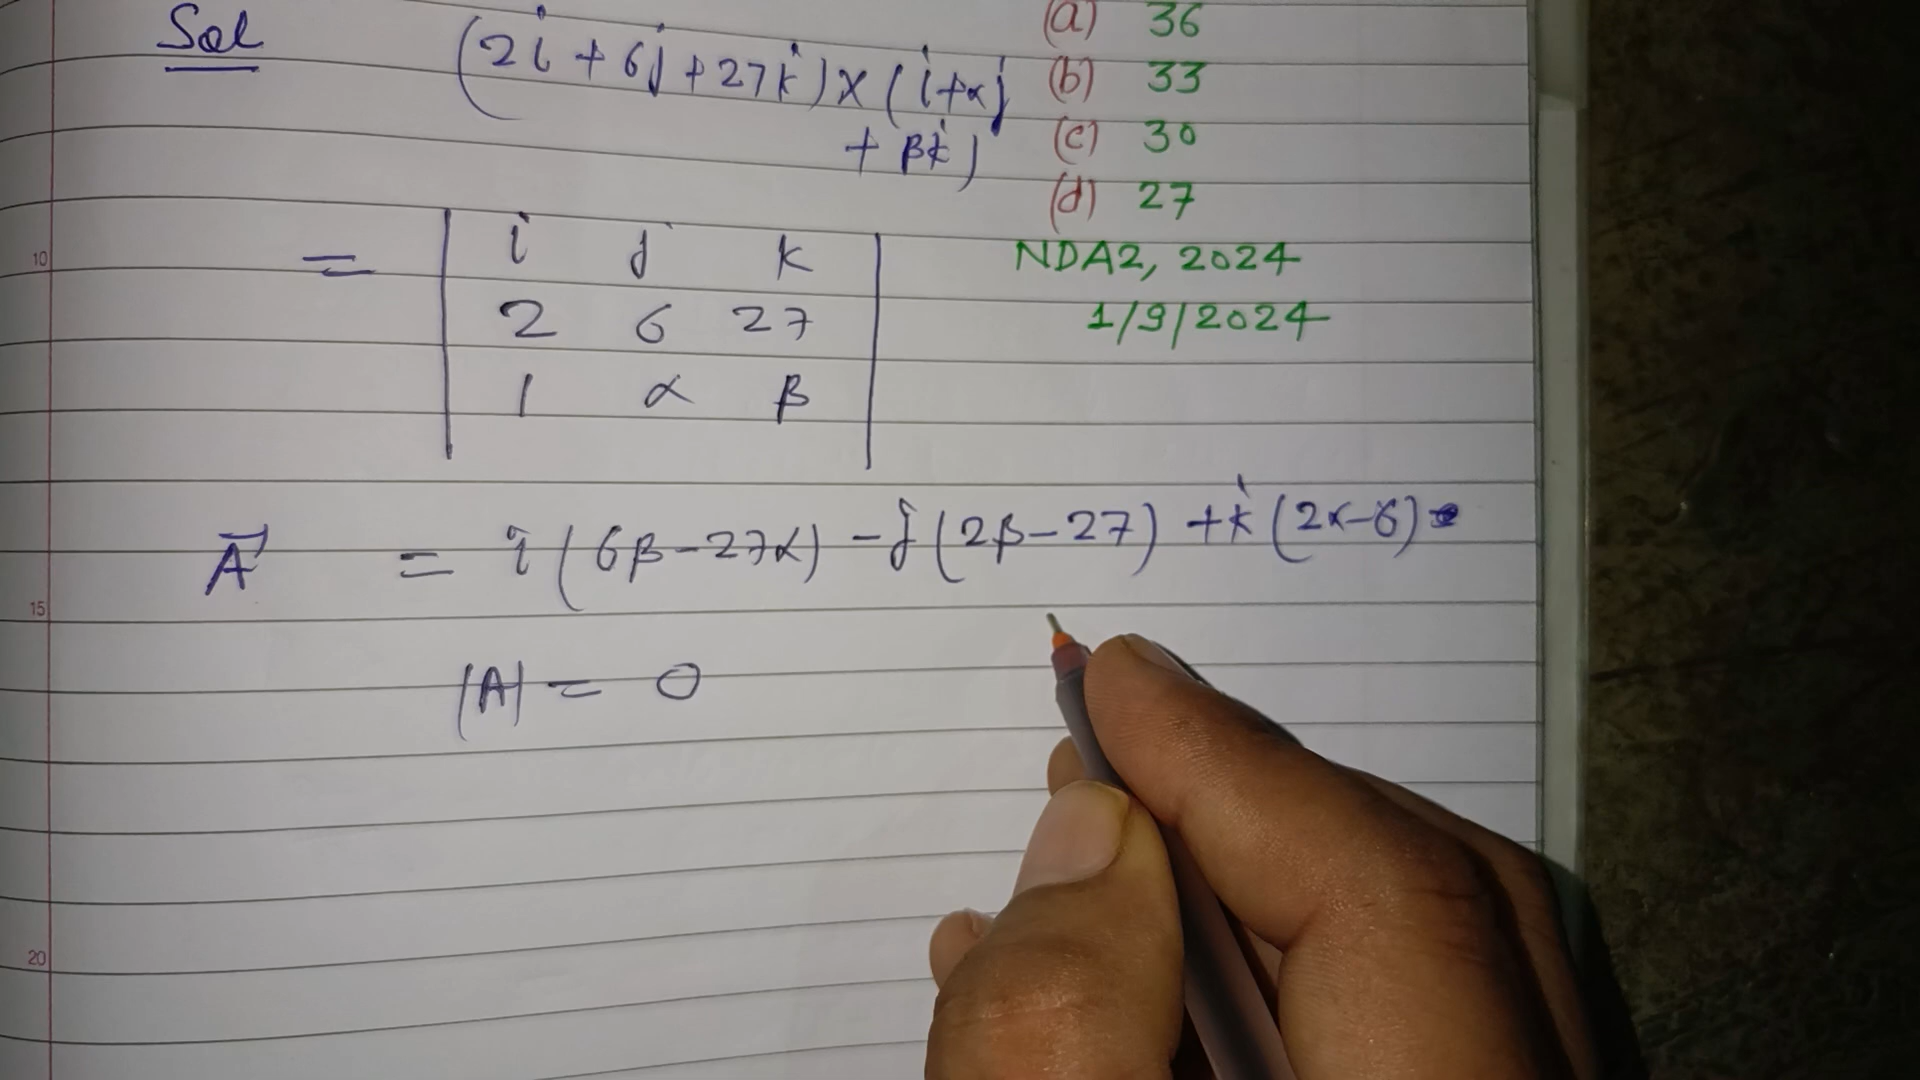 Sol
(2i + 6j + 27k) × (i + αj
+ βk)
(a) 36
(b) 33
(c) 30
(d) 27
NDA2, 2024
1/9/2024
= | i j k |
2 6 27
1 α β
A = i (6β - 27α) - j (2β - 27) + k (2α - 6)
|A| = 0
10
15
20